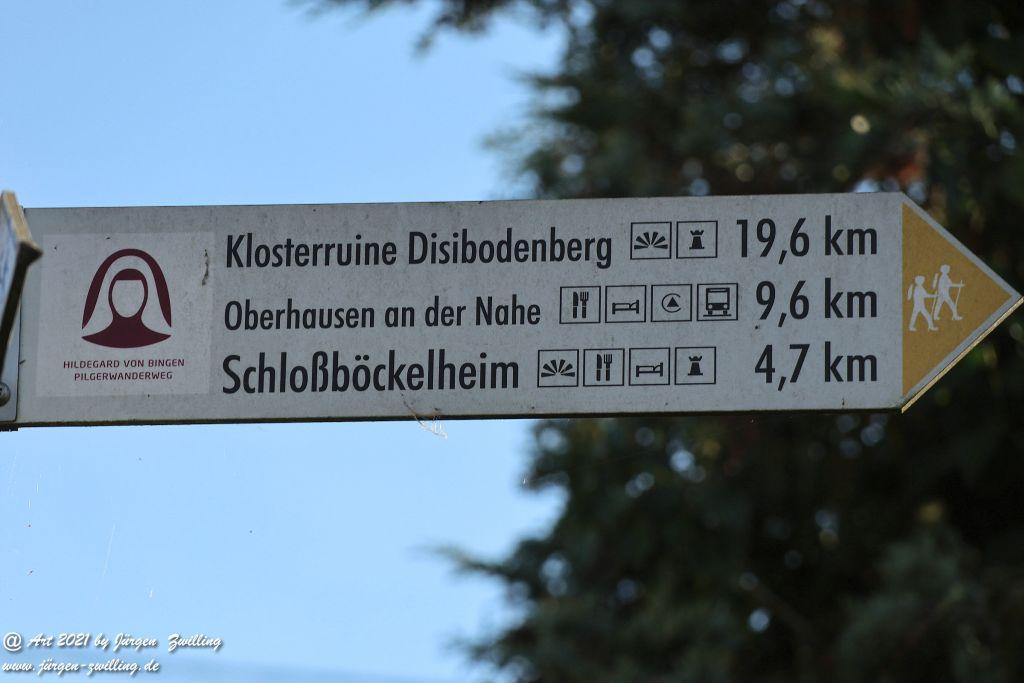 Klosterruine Disibodenberg 19,6 km
Oberhausen an der Nahe 9,6 km
Schloßböckelheim 4,7 km
HILDEGARD VON BINGEN
PILGERWANDERWEG
@ Art 2021 by Jürgen Zwilling
www.jürgen-zwilling.de